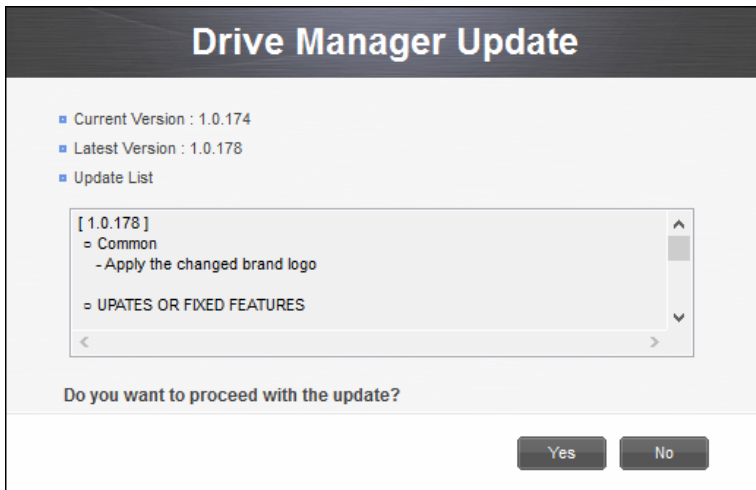 Drive Manager Update
Current Version : 1.0.174
Latest Version : 1.0.178
Update List
[ 1.0.178 ]
¤ Common
- Apply the changed brand logo
¤ UPATES OR FIXED FEATURES
Do you want to proceed with the update?
Yes No